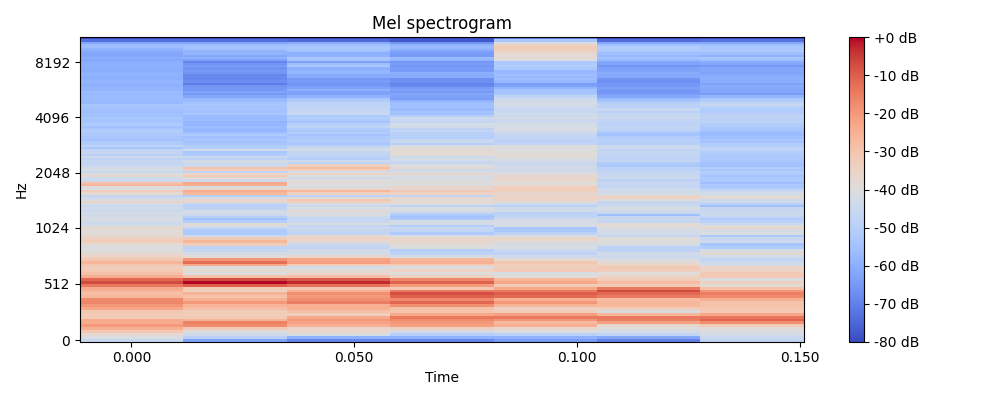 Mel spectrogram
Hz
8192
4096
2048
1024
512
0
0.000
0.050
0.100
0.150
Time
+0 dB
-10 dB
-20 dB
-30 dB
-40 dB
-50 dB
-60 dB
-70 dB
-80 dB